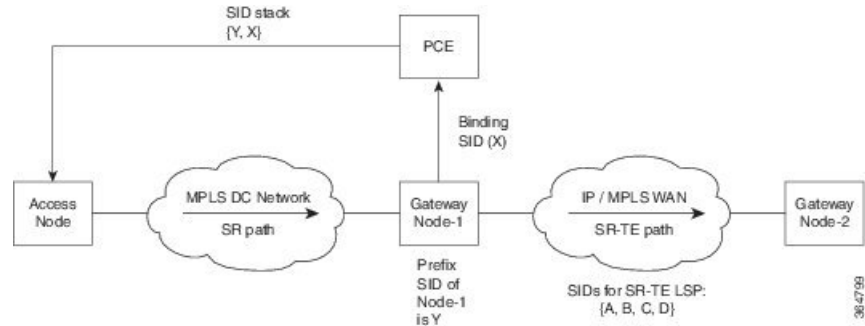 SID stack
{Y, X}
PCE
Binding
SID (X)
Access
Node
MPLS DC Network
SR path
Gateway
Node-1
IP / MPLS WAN
SR-TE path
Gateway
Node-2
Prefix
SID of
Node-1
is Y
SIDs for SR-TE LSP:
{A, B, C, D}
364799